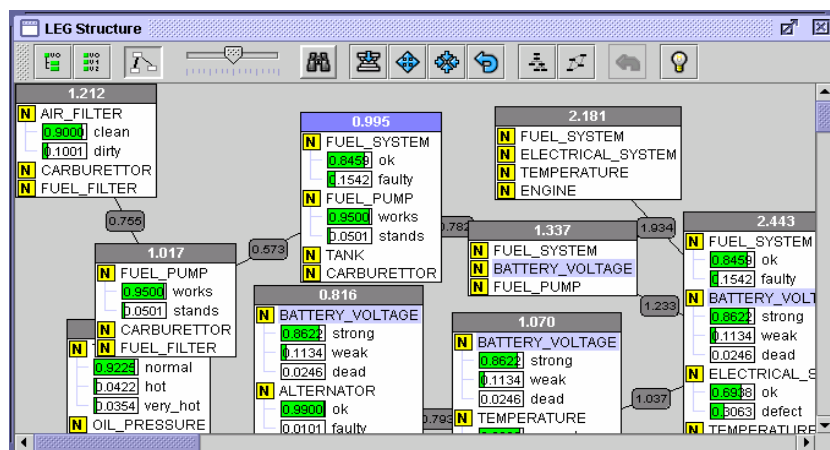 LEG Structure
1.212
N AIR_FILTER
0.9000 clean
0.1001 dirty
N CARBURETTOR
N FUEL_FILTER
0.755
0.995
N FUEL_SYSTEM
0.8459 ok
0.1542 faulty
N FUEL_PUMP
0.9500 works
0.0501 stands
N TANK
N CARBURETTOR
0.573
0.782
2.181
N FUEL_SYSTEM
N ELECTRICAL_SYSTEM
N TEMPERATURE
N ENGINE
1.934
1.017
N FUEL_PUMP
0.9500 works
0.0501 stands
N CARBURETTOR
N FUEL_FILTER
1.337
N FUEL_SYSTEM
N BATTERY_VOLTAGE
N FUEL_PUMP
1.233
2.443
N FUEL_SYSTEM
0.8459 ok
0.1542 faulty
N BATTERY_VOLT
0.8622 strong
0.1134 weak
0.0246 dead
N ELECTRICAL_S
0.6938 ok
0.3063 defect
N TEMPERATURE
N
0.9225 normal
0.0422 hot
0.0354 very_hot
N OIL_PRESSURE
0.816
N BATTERY_VOLTAGE
0.8622 strong
0.1134 weak
0.0246 dead
N ALTERNATOR
0.9900 ok
0.0101 faulty
0.793
1.070
N BATTERY_VOLTAGE
0.8622 strong
0.1134 weak
0.0246 dead
N TEMPERATURE
1.037